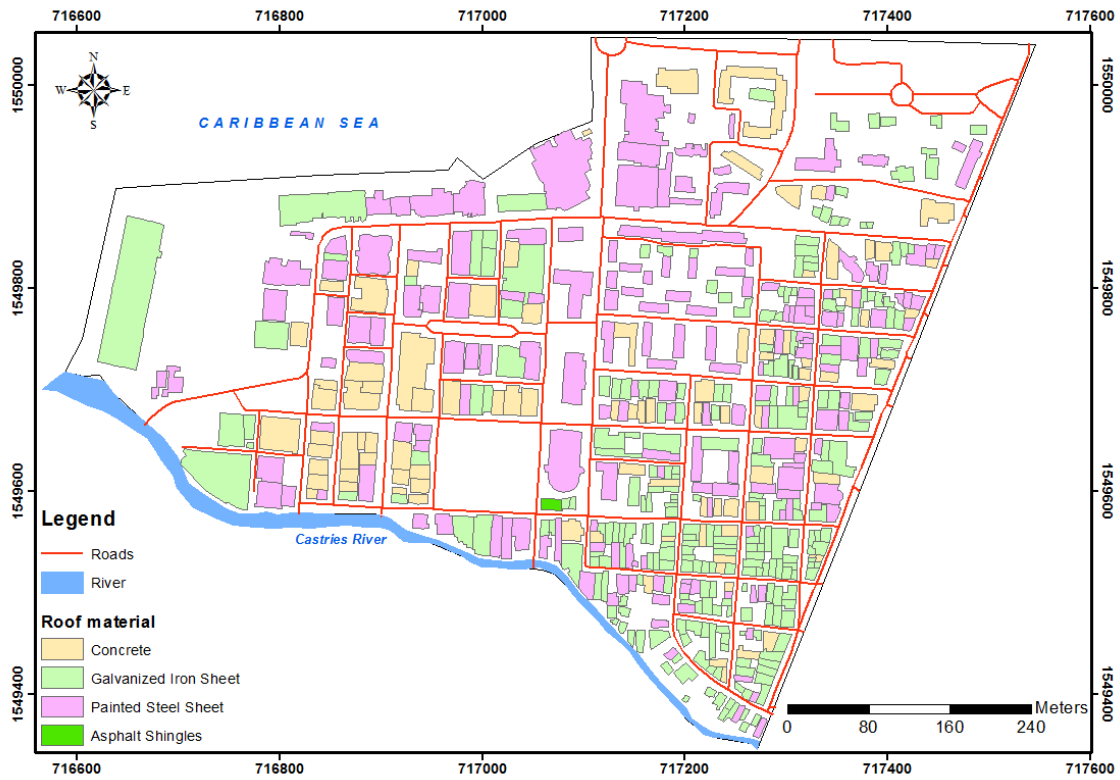 716600 716800 717000 717200 717400 717600
1550000 1550000
N
W E
S
CARIBBEAN SEA
1549800 1549800
1549600 1549600
Legend
Castries River
Roads
River
Roof material
Concrete
Galvanized Iron Sheet
1549400 1549400
Painted Steel Sheet
Meters
0 80 160 240
Asphalt Shingles
716600 716800 717000 717200 717400 717600